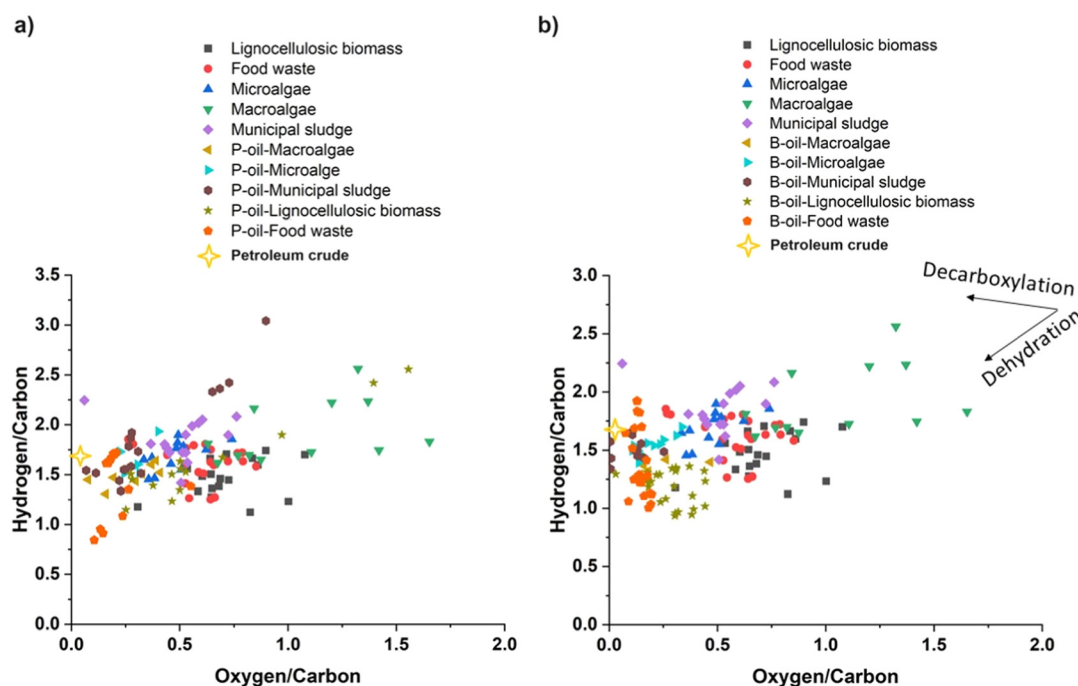 a)
Lignocellulosic biomass
Food waste
Microalgae
Macroalgae
Municipal sludge
P-oil-Macroalgae
P-oil-Microalge
P-oil-Municipal sludge
P-oil-Lignocellulosic biomass
P-oil-Food waste
Petroleum crude
3.5
3.0
2.5
2.0
1.5
1.0
0.5
0.0
Hydrogen/Carbon
0.0 0.5 1.0 1.5 2.0
Oxygen/Carbon
b)
Lignocellulosic biomass
Food waste
Microalgae
Macroalgae
Municipal sludge
B-oil-Macroalgae
B-oil-Microalgae
B-oil-Municipal sludge
B-oil-Lignocellulosic biomass
B-oil-Food waste
Petroleum crude
3.0
2.5
2.0
1.5
1.0
0.5
0.0
Hydrogen/Carbon
Decarboxylation
Dehydration
0.0 0.5 1.0 1.5 2.0
Oxygen/Carbon